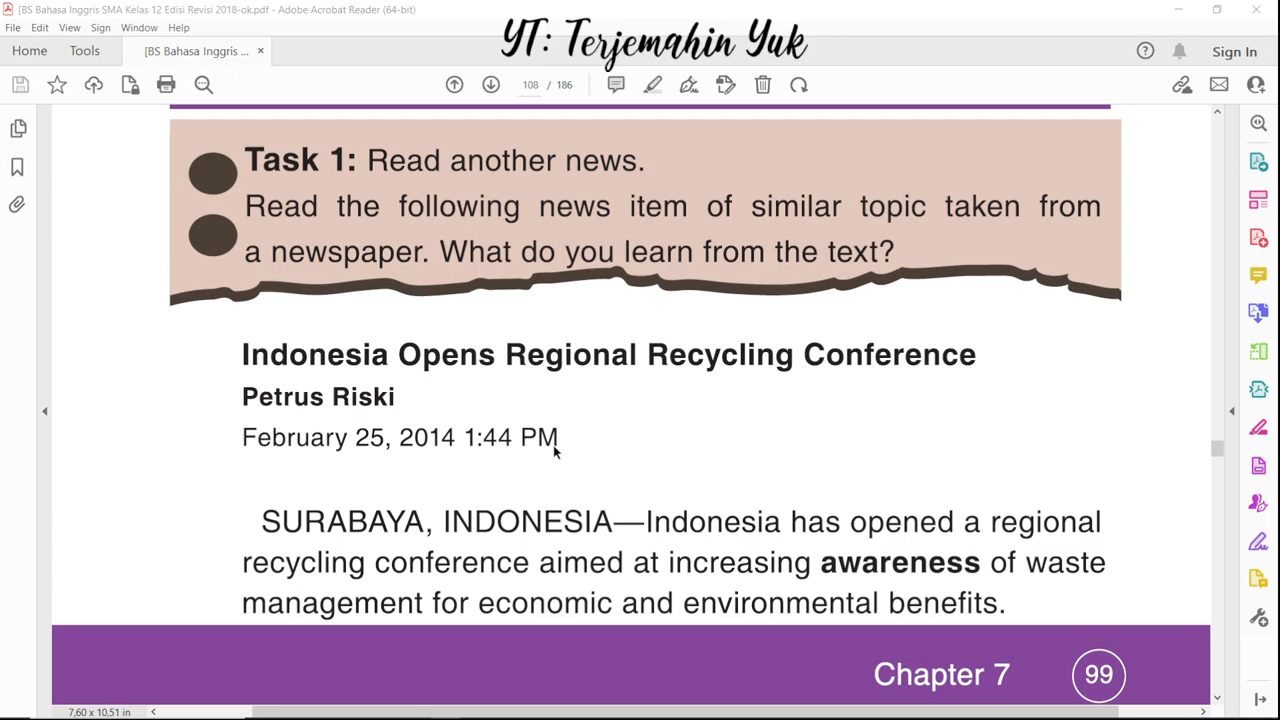 [BS Bahasa Inggris SMA Kelas 12 Edisi Revisi 2018-ok.pdf - Adobe Acrobat Reader (64-bit)
File Edit View Sign Window Help
YT: Terjemahin Yuk
Home Tools [BS Bahasa Inggris ... × Sign In
108 / 186
Task 1: Read another news.
Read the following news item of similar topic taken from
a newspaper. What do you learn from the text?
Indonesia Opens Regional Recycling Conference
Petrus Riski
February 25, 2014 1:44 PM
SURABAYA, INDONESIA—Indonesia has opened a regional
recycling conference aimed at increasing awareness of waste
management for economic and environmental benefits.
Chapter 7 99
7,60 x 10,51 in